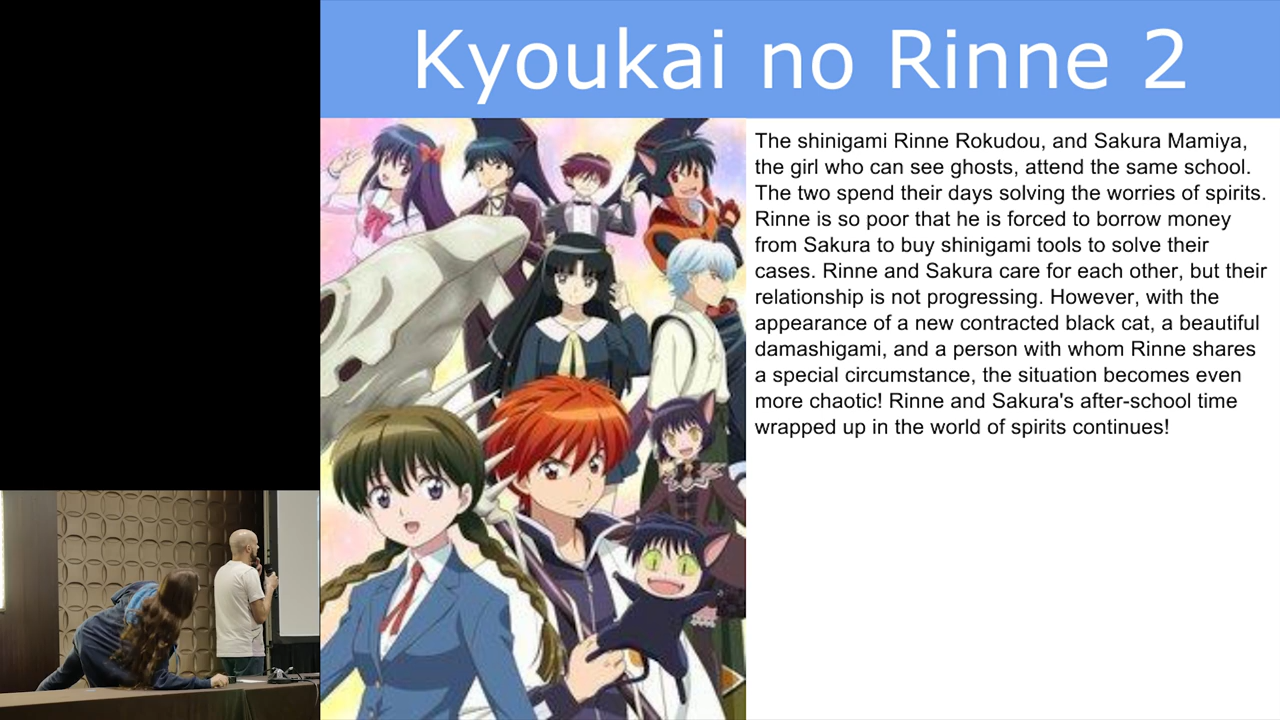 Kyoukai no Rinne 2
The shinigami Rinne Rokudou, and Sakura Mamiya,
the girl who can see ghosts, attend the same school.
The two spend their days solving the worries of spirits.
Rinne is so poor that he is forced to borrow money
from Sakura to buy shinigami tools to solve their
cases. Rinne and Sakura care for each other, but their
relationship is not progressing. However, with the
appearance of a new contracted black cat, a beautiful
damashigami, and a person with whom Rinne shares
a special circumstance, the situation becomes even
more chaotic! Rinne and Sakura's after-school time
wrapped up in the world of spirits continues!